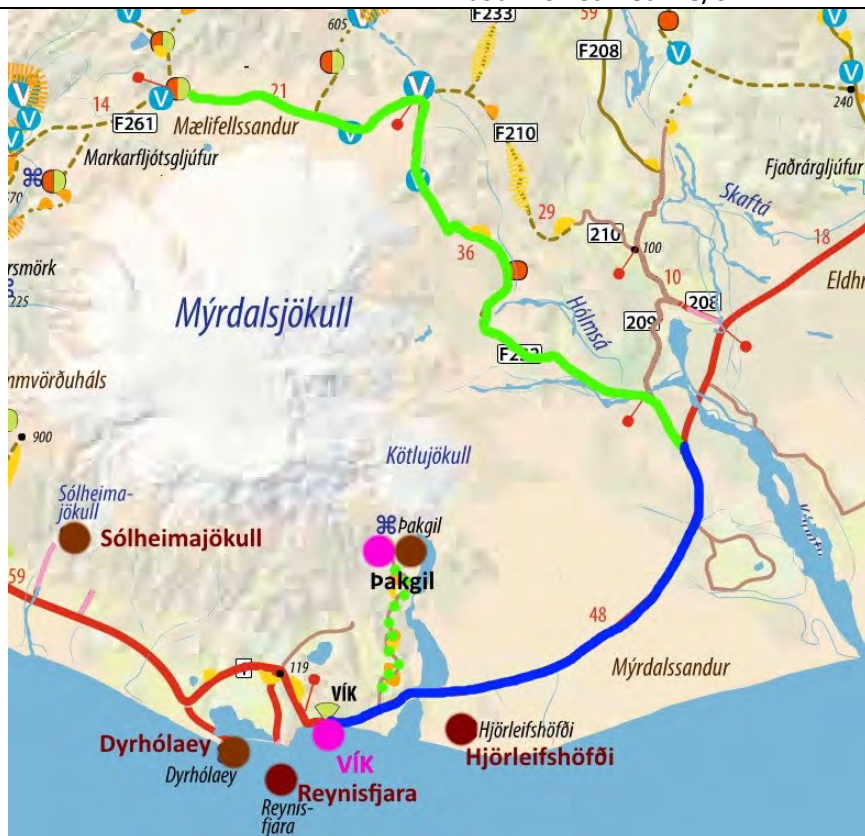 605
F233
59
F208
V
V
14
V
21
V
240
F261
Mælifellssandur
V
F210
V
V
Markarfljótsgljúfur
Fjaðrárgljúfur
V
⌘
Skaftá
29
18
210
100
rsmörk
36
10
Eldhr
225
Mýrdalsjökull
Hólmsá
208
209
nmvörðuháls
900
Kötlujökull
Sólheima-
jökull
⌘ Þakgil
Sólheimajökull
Þakgil
59
48
1
119
VÍK
Mýrdalssandur
Hjörleifshöfði
Dyrhólaey
VÍK
Hjörleifshöfði
Dyrhólaey
Reynisfjara
Reynis-
fjara